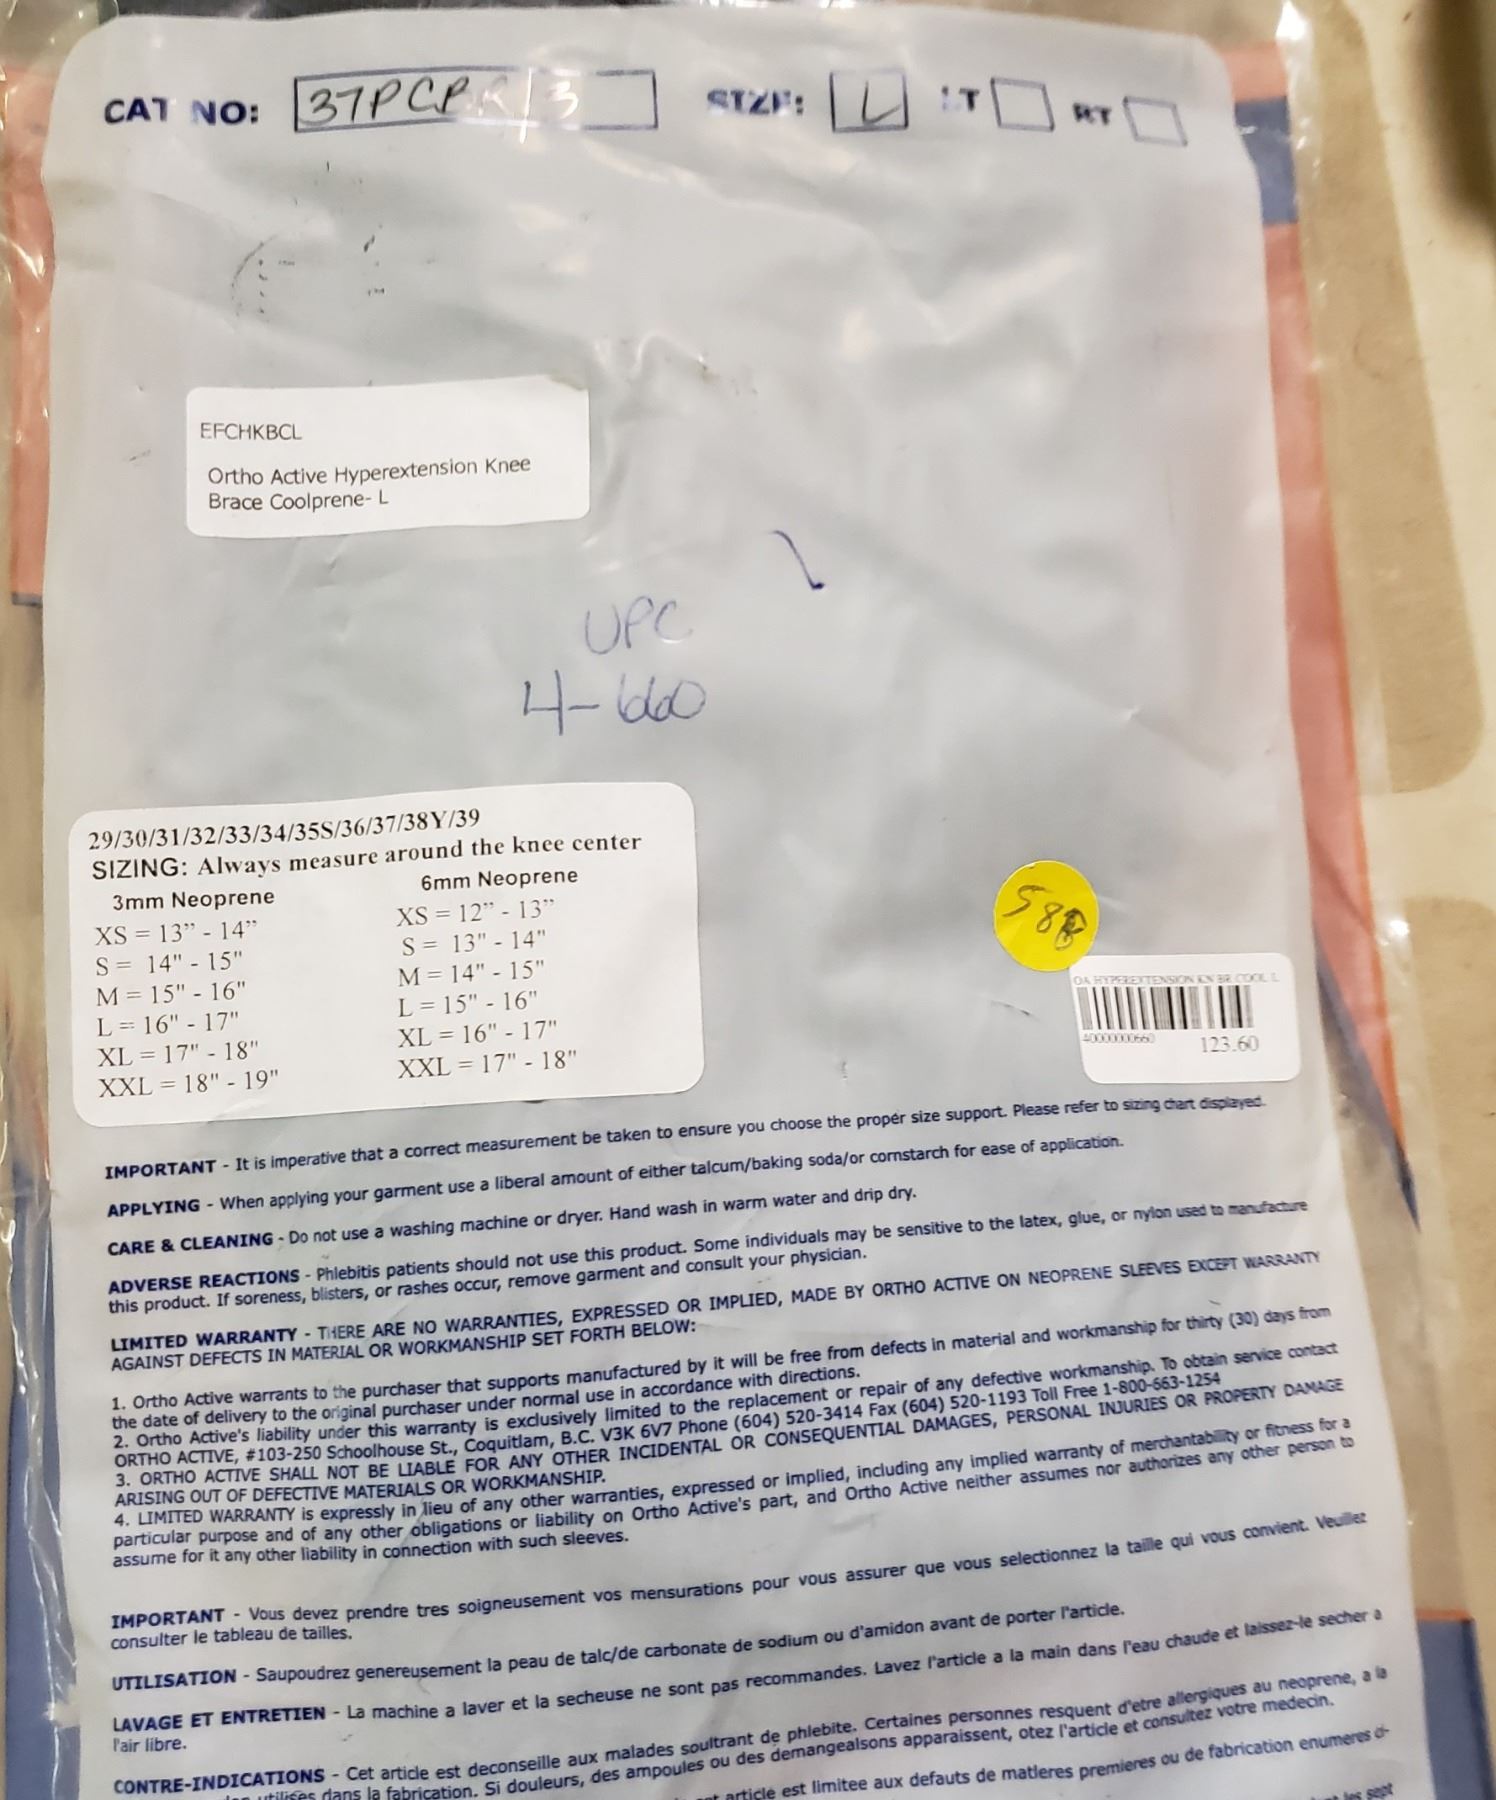 CAT NO: 37PCPR/3 SIZE: L LT RT
EFCHKBCL
Ortho Active Hyperextension Knee
Brace Coolprene- L
UPC
4-660
29/30/31/32/33/34/35S/36/37/38Y/39
SIZING: Always measure around the knee center
3mm Neoprene 6mm Neoprene
XS = 13” - 14” XS = 12” - 13”
S = 14" - 15" S = 13" - 14"
M = 15" - 16" M = 14" - 15"
L = 16" - 17" L = 15" - 16"
XL = 17" - 18" XL = 16" - 17"
XXL = 18" - 19" XXL = 17" - 18"
OA HYPEREXTENSION KN BR COOL L
40000000660 123.60
IMPORTANT - It is imperative that a correct measurement be taken to ensure you choose the proper size support. Please refer to sizing chart displayed.
APPLYING - When applying your garment use a liberal amount of either talcum/baking soda/or cornstarch for ease of application.
CARE & CLEANING - Do not use a washing machine or dryer. Hand wash in warm water and drip dry.
ADVERSE REACTIONS - Phlebitis patients should not use this product. Some individuals may be sensitive to the latex, glue, or nylon used to manufacture
this product. If soreness, blisters, or rashes occur, remove garment and consult your physician.
LIMITED WARRANTY - THERE ARE NO WARRANTIES, EXPRESSED OR IMPLIED, MADE BY ORTHO ACTIVE ON NEOPRENE SLEEVES EXCEPT WARRANTY
AGAINST DEFECTS IN MATERIAL OR WORKMANSHIP SET FORTH BELOW:
1. Ortho Active warrants to the purchaser that supports manufactured by it will be free from defects in material and workmanship for thirty (30) days from
the date of delivery to the original purchaser under normal use in accordance with directions.
2. Ortho Active's liability under this warranty is exclusively limited to the replacement or repair of any defective workmanship. To obtain service contact
ORTHO ACTIVE, #103-250 Schoolhouse St., Coquitlam, B.C. V3K 6V7 Phone (604) 520-3414 Fax (604) 520-1193 Toll Free 1-800-663-1254
3. ORTHO ACTIVE SHALL NOT BE LIABLE FOR ANY OTHER INCIDENTAL OR CONSEQUENTIAL DAMAGES, PERSONAL INJURIES OR PROPERTY DAMAGE
ARISING OUT OF DEFECTIVE MATERIALS OR WORKMANSHIP.
4. LIMITED WARRANTY is expressly in lieu of any other warranties, expressed or implied, including any implied warranty of merchantability or fitness for a
particular purpose and of any other obligations or liability on Ortho Active's part, and Ortho Active neither assumes nor authorizes any other person to
assume for it any other liability in connection with such sleeves.
IMPORTANT - Vous devez prendre tres soigneusement vos mensurations pour vous assurer que vous selectionnez la taille qui vous convient. Veuillez
consulter le tableau de tailles.
UTILISATION - Saupoudrez genereusement la peau de talc/de carbonate de sodium ou d'amidon avant de porter l'article.
LAVAGE ET ENTRETIEN - La machine a laver et la secheuse ne sont pas recommandes. Lavez l'article a la main dans l'eau chaude et laissez-le secher a
l'air libre.
CONTRE-INDICATIONS - Cet article est deconseille aux malades soultrant de phlebite. Certaines personnes resquent d'etre allergiques au neoprene, a la
utilises dans la fabrication. Si douleurs, des ampoules ou des demangealsons apparaissent, otez l'article et consultez votre medecin.
article est limitee aux defauts de matleres premieres ou de fabrication enumeres ci-
les sept